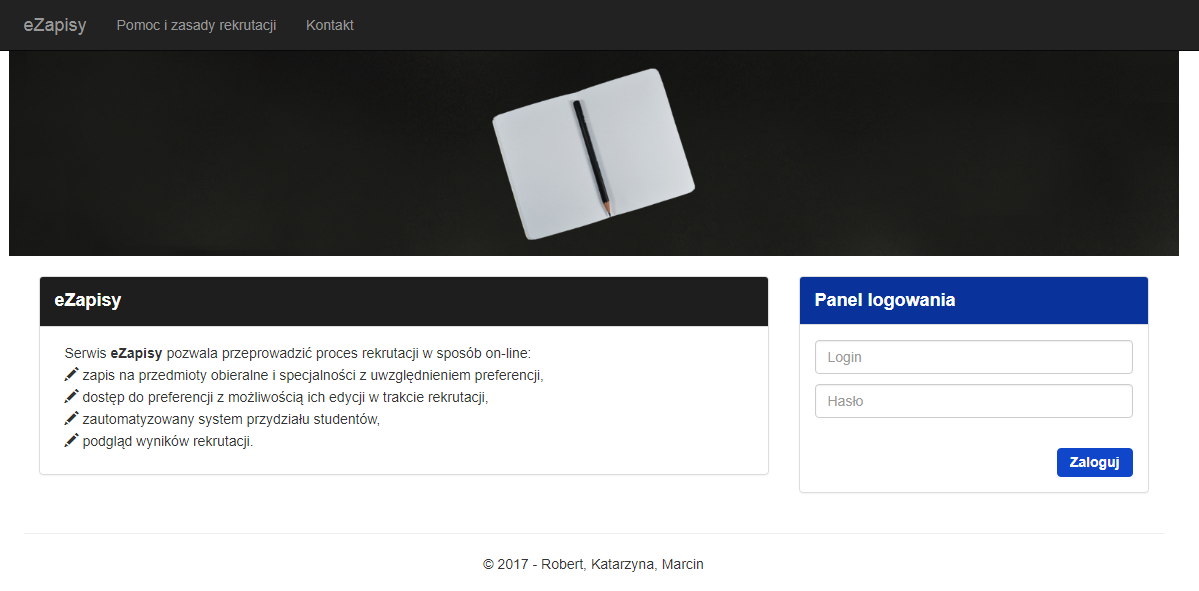 eZapisy Pomoc i zasady rekrutacji Kontakt
eZapisy
Serwis eZapisy pozwala przeprowadzić proces rekrutacji w sposób on-line:
zapis na przedmioty obieralne i specjalności z uwzględnieniem preferencji,
dostęp do preferencji z możliwością ich edycji w trakcie rekrutacji,
zautomatyzowany system przydziału studentów,
podgląd wyników rekrutacji.
Panel logowania
Login
Hasło
Zaloguj
© 2017 - Robert, Katarzyna, Marcin